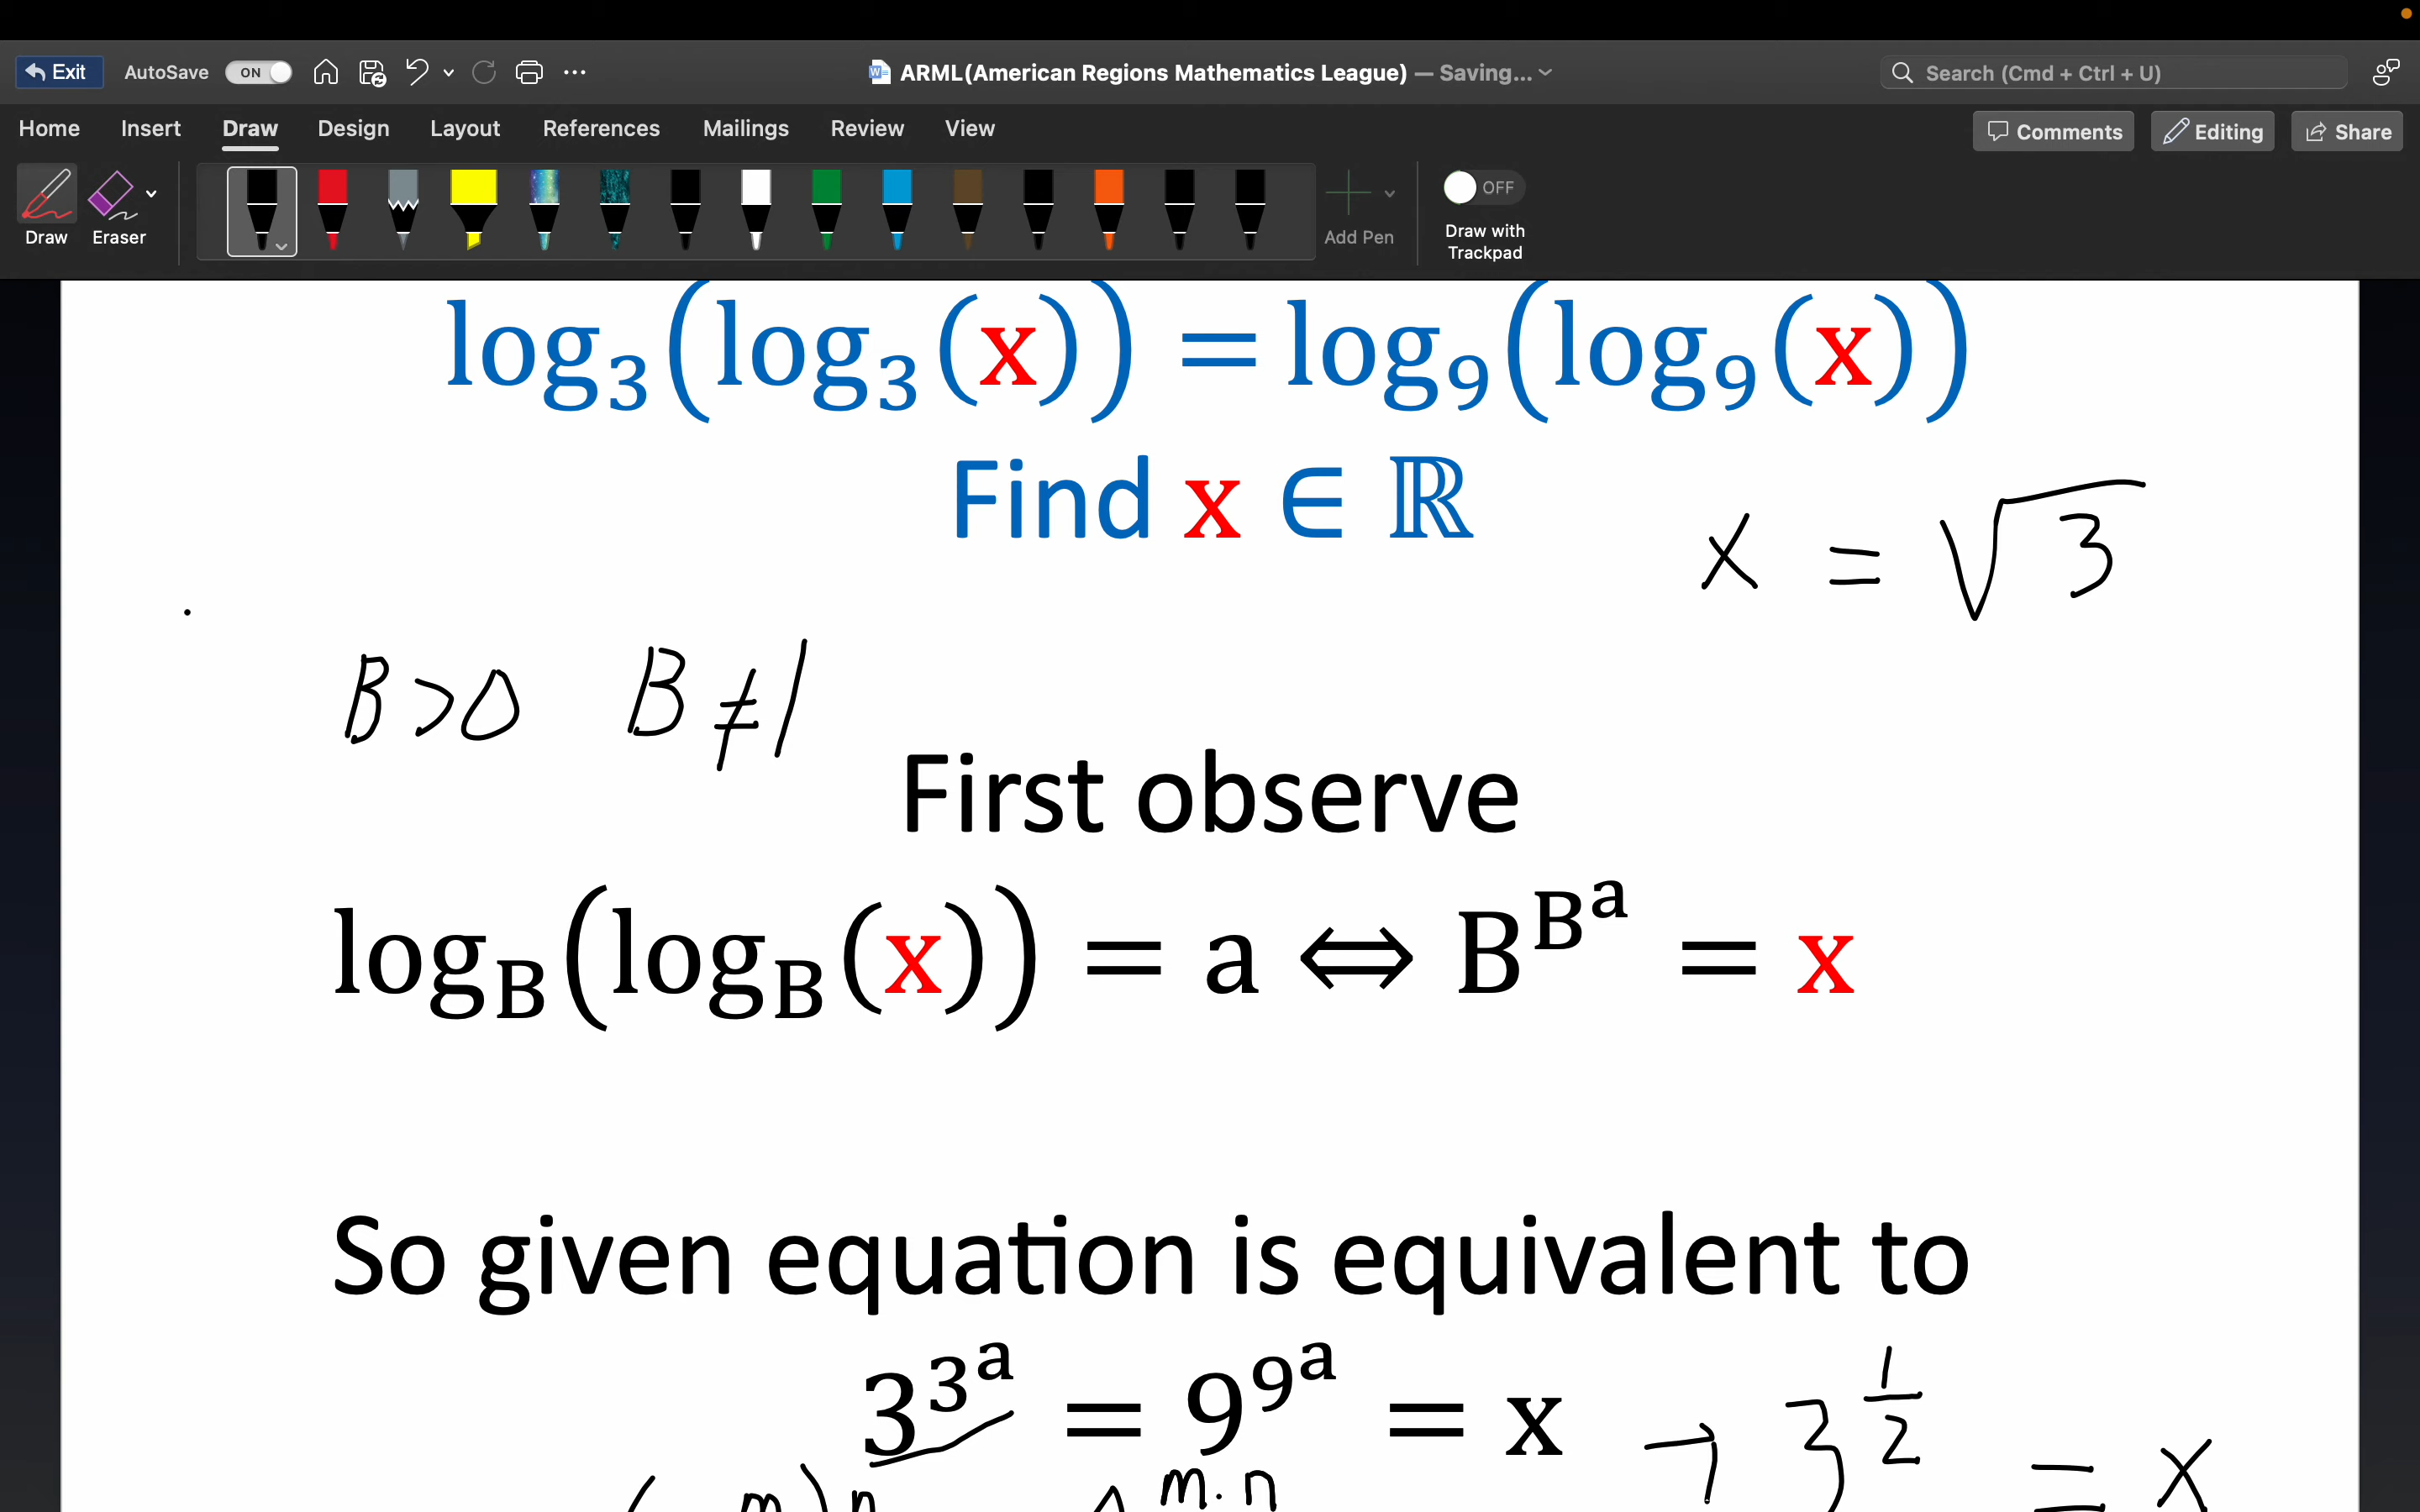 Exit AutoSave ON ARML(American Regions Mathematics League) — Saving... Search (Cmd + Ctrl + U)
Home Insert Draw Design Layout References Mailings Review View Comments Editing Share
Draw Eraser Add Pen OFF Draw with Trackpad
log₃(log₃(x)) = log₉(log₉(x))
Find x ∈ ℝ
x = √3
B>0 B≠1
First observe
log_B(log_B(x)) = a ⇔ B^(B^a) = x
So given equation is equivalent to
3^(3^a) = 9^(9^a) = x → 3^(1/2) = x
m) n m·n